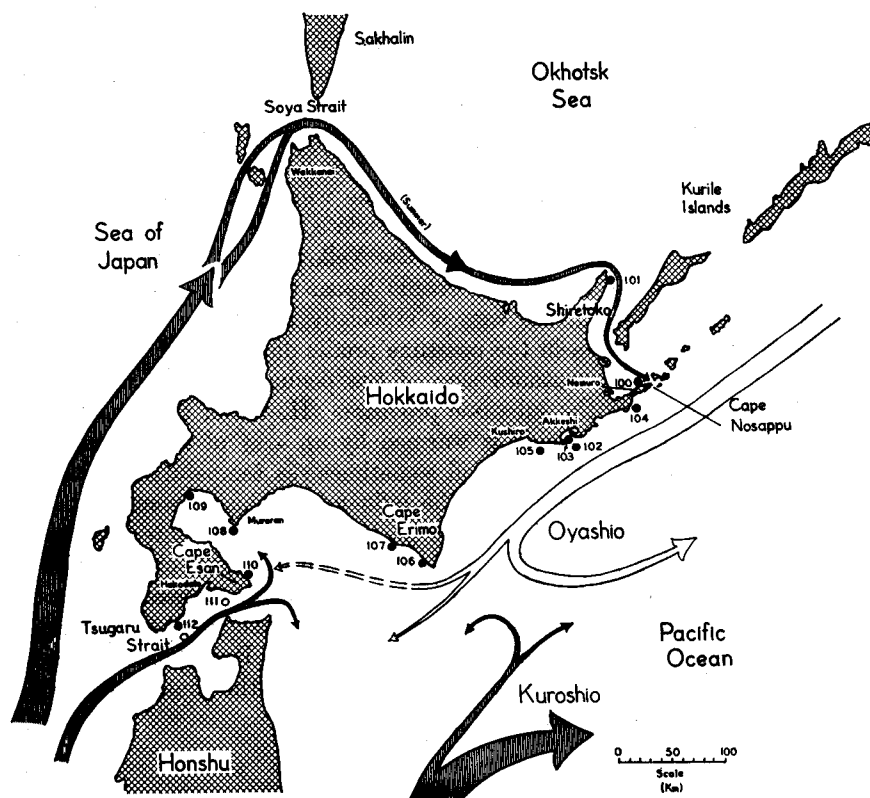 Sakhalin
Okhotsk
Sea
Soya Strait
Wakkanai
Kurile
Islands
(Summer)
Sea of
Japan
101
Shiretoko
Hokkaido
Nemuro
100
Cape
Nosappu
104
Kushiro
Akkeshi
105
103
102
109
108
Muroran
Cape
Erimo
107
106
Oyashio
Cape
Esan
110
Hakodate
111
112
Tsugaru
Strait
Pacific
Ocean
Kuroshio
Honshu
0 50 100
Scale
(Km)